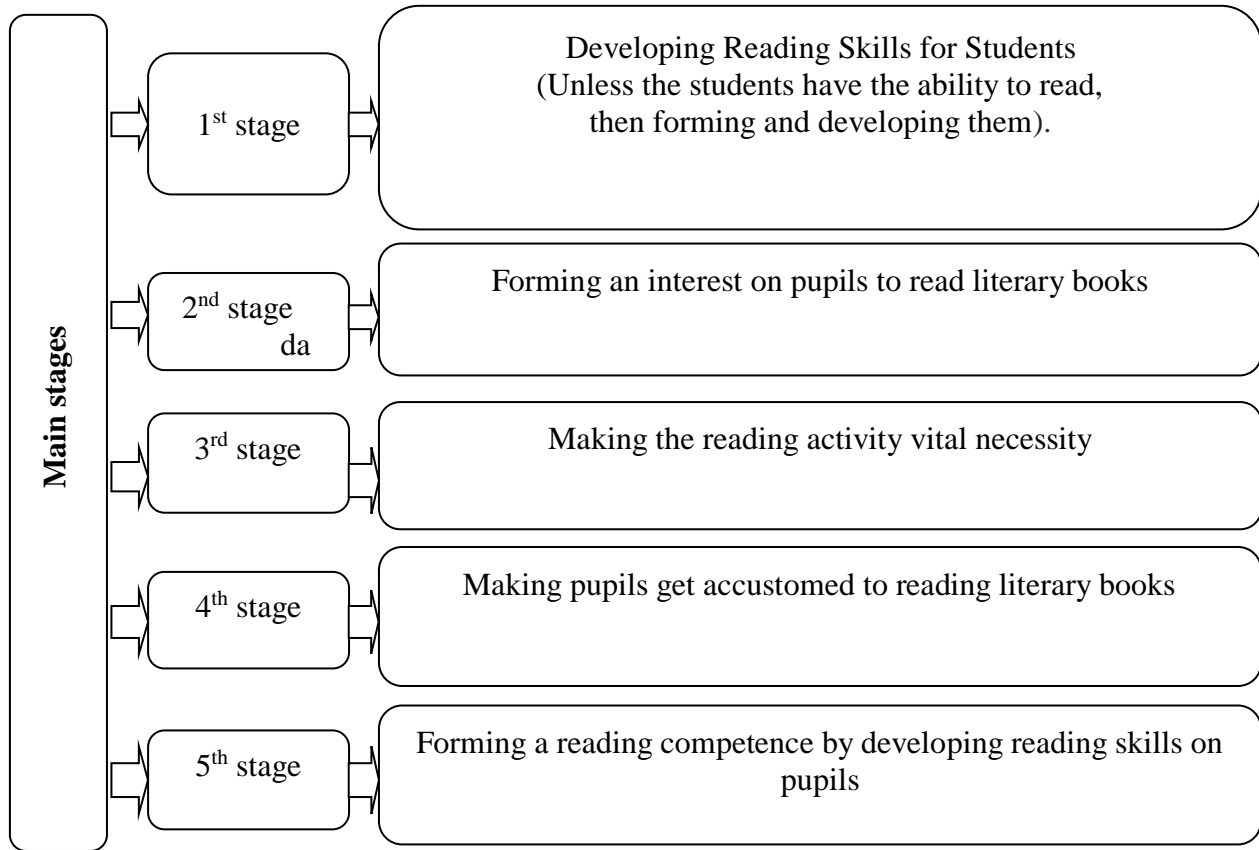 Main stages
1st stage
Developing Reading Skills for Students
(Unless the students have the ability to read,
then forming and developing them).
2nd stage
da
Forming an interest on pupils to read literary books
3rd stage
Making the reading activity vital necessity
4th stage
Making pupils get accustomed to reading literary books
5th stage
Forming a reading competence by developing reading skills on
pupils